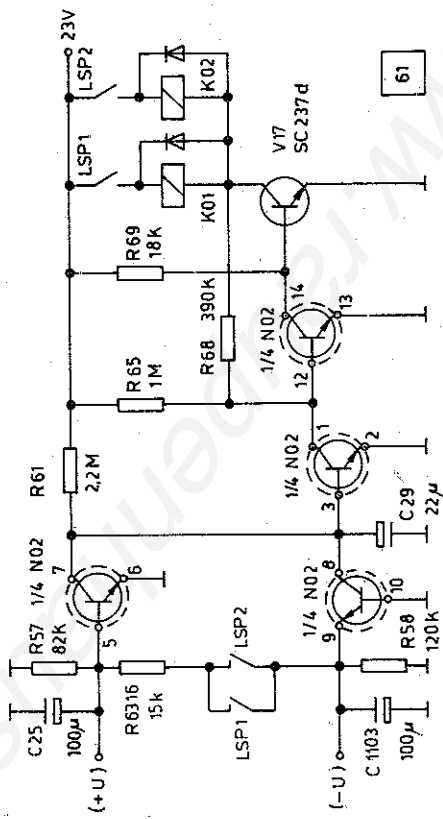 23V
LSP1
LSP2
K01
K02
V17
SC 237d
61
R69
18K
R68
390K
14
1/4 N02
12
13
R65
1M
R61
2,2M
1/4 N02
1
2
3
C29
22µ
1/4 N02
7
6
5
1/4 N02
8
9
10
R57
82K
C25
100µ
R6316
15k
LSP1
LSP2
R58
120k
C1103
100µ
(+U)
(-U)